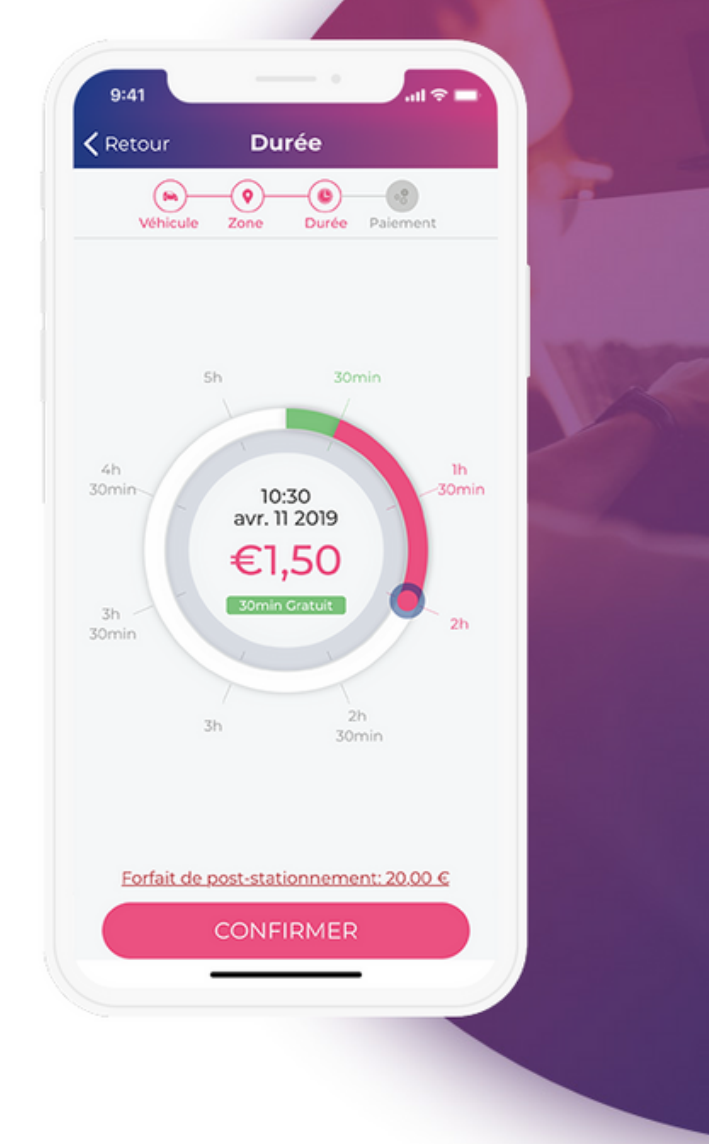 9:41
Retour
Durée
Véhicule Zone Durée Paiement
5h
30min
4h
30min
1h
30min
10:30
avr. 11 2019
€1,50
30min Gratuit
3h
30min
2h
3h
2h
30min
Forfait de post-stationnement: 20,00 €
CONFIRMER